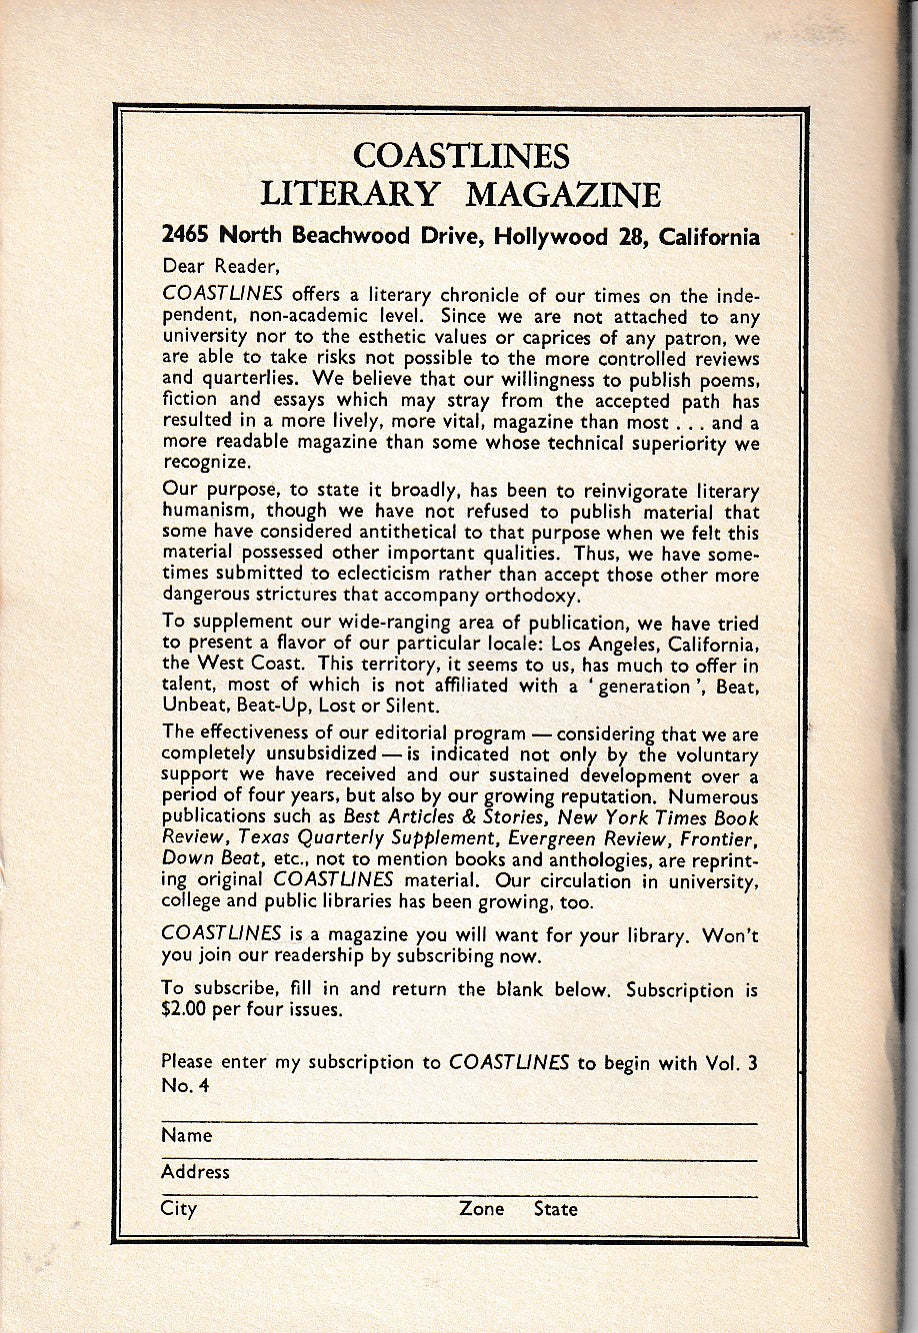 COASTLINES
LITERARY MAGAZINE
2465 North Beachwood Drive, Hollywood 28, California
Dear Reader,
COASTLINES offers a literary chronicle of our times on the inde-
pendent, non-academic level. Since we are not attached to any
university nor to the esthetic values or caprices of any patron, we
are able to take risks not possible to the more controlled reviews
and quarterlies. We believe that our willingness to publish poems,
fiction and essays which may stray from the accepted path has
resulted in a more lively, more vital, magazine than most . . . and a
more readable magazine than some whose technical superiority we
recognize.
Our purpose, to state it broadly, has been to reinvigorate literary
humanism, though we have not refused to publish material that
some have considered antithetical to that purpose when we felt this
material possessed other important qualities. Thus, we have some-
times submitted to eclecticism rather than accept those other more
dangerous strictures that accompany orthodoxy.
To supplement our wide-ranging area of publication, we have tried
to present a flavor of our particular locale: Los Angeles, California,
the West Coast. This territory, it seems to us, has much to offer in
talent, most of which is not affiliated with a ‘ generation ’, Beat,
Unbeat, Beat-Up, Lost or Silent.
The effectiveness of our editorial program — considering that we are
completely unsubsidized — is indicated not only by the voluntary
support we have received and our sustained development over a
period of four years, but also by our growing reputation. Numerous
publications such as Best Articles & Stories, New York Times Book
Review, Texas Quarterly Supplement, Evergreen Review, Frontier,
Down Beat, etc., not to mention books and anthologies, are reprint-
ing original COASTLINES material. Our circulation in university,
college and public libraries has been growing, too.
COASTLINES is a magazine you will want for your library. Won't
you join our readership by subscribing now.
To subscribe, fill in and return the blank below. Subscription is
$2.00 per four issues.
Please enter my subscription to COASTLINES to begin with Vol. 3
No. 4
Name
Address
City Zone State